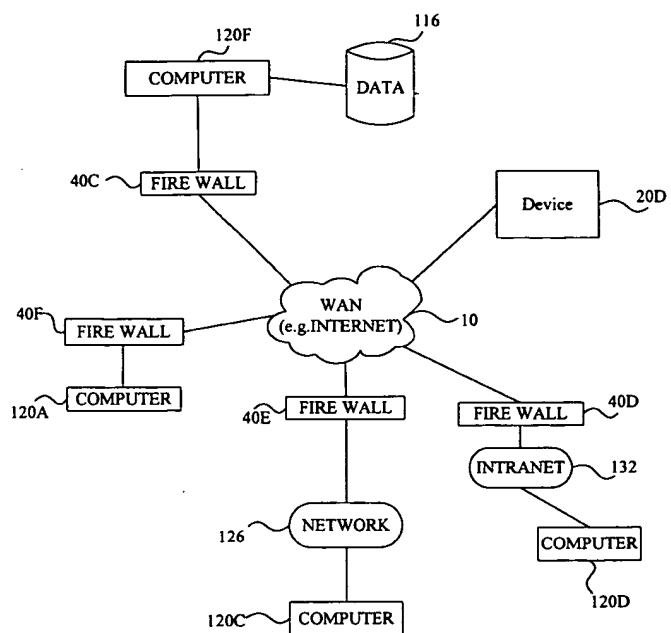 120F
116
COMPUTER
DATA
40C
FIRE WALL
Device
20D
WAN
(e.g.INTERNET)
10
40F
FIRE WALL
COMPUTER
120A
FIRE WALL
40E
FIRE WALL
40D
INTRANET
132
NETWORK
126
COMPUTER
120D
120C
COMPUTER